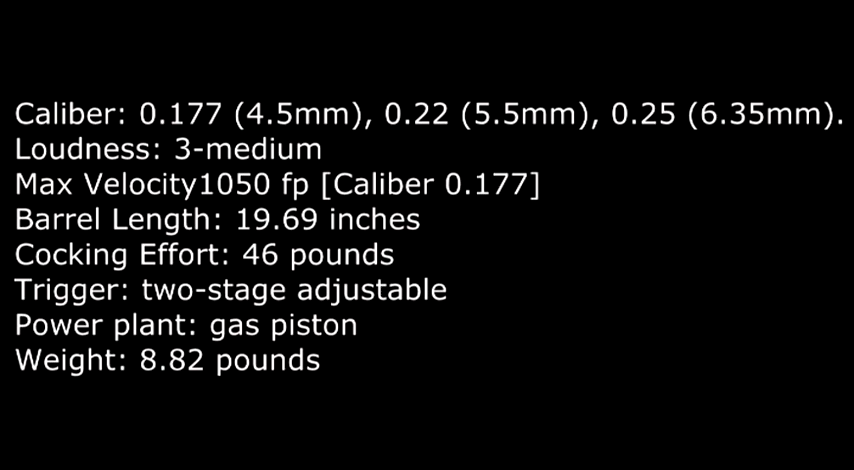 Caliber: 0.177 (4.5mm), 0.22 (5.5mm), 0.25 (6.35mm).
Loudness: 3-medium
Max Velocity1050 fp [Caliber 0.177]
Barrel Length: 19.69 inches
Cocking Effort: 46 pounds
Trigger: two-stage adjustable
Power plant: gas piston
Weight: 8.82 pounds